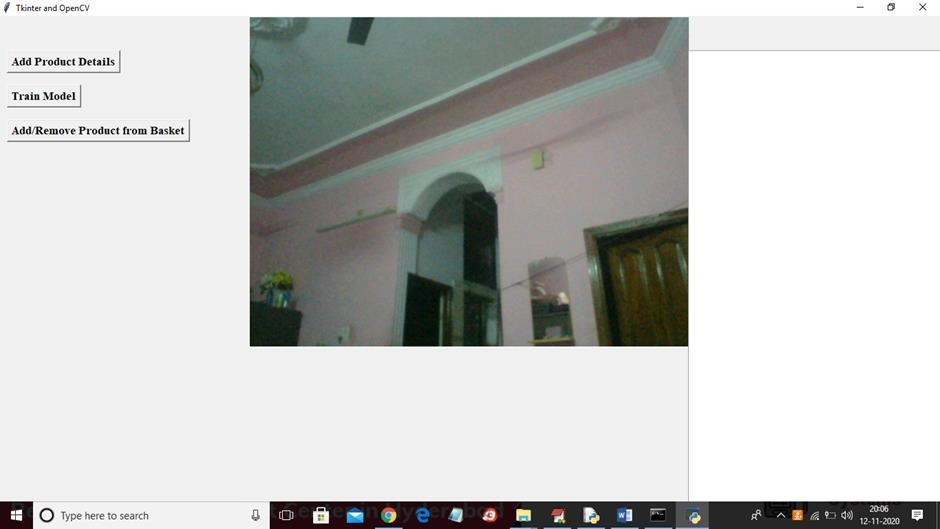 Tkinter and OpenCV
Add Product Details
Train Model
Add/Remove Product from Basket
Type here to search
20:06
12-11-2020